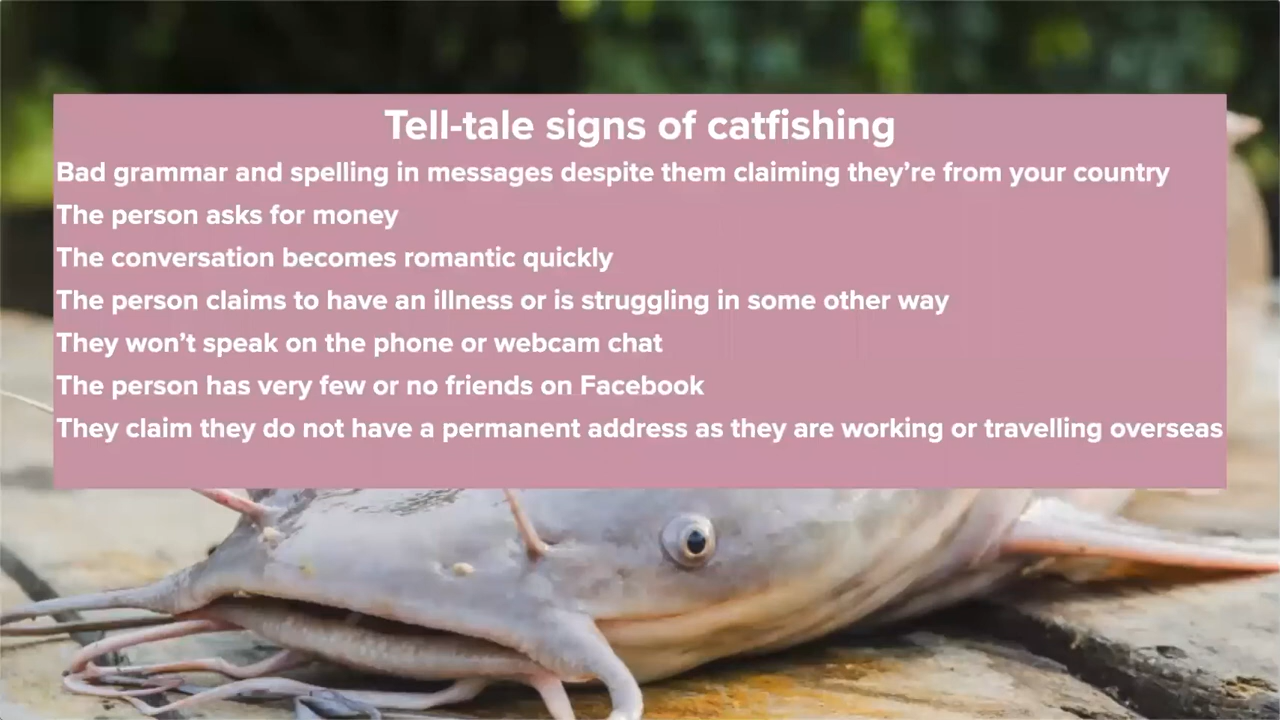 Tell-tale signs of catfishing
Bad grammar and spelling in messages despite them claiming they’re from your country
The person asks for money
The conversation becomes romantic quickly
The person claims to have an illness or is struggling in some other way
They won’t speak on the phone or webcam chat
The person has very few or no friends on Facebook
They claim they do not have a permanent address as they are working or travelling overseas